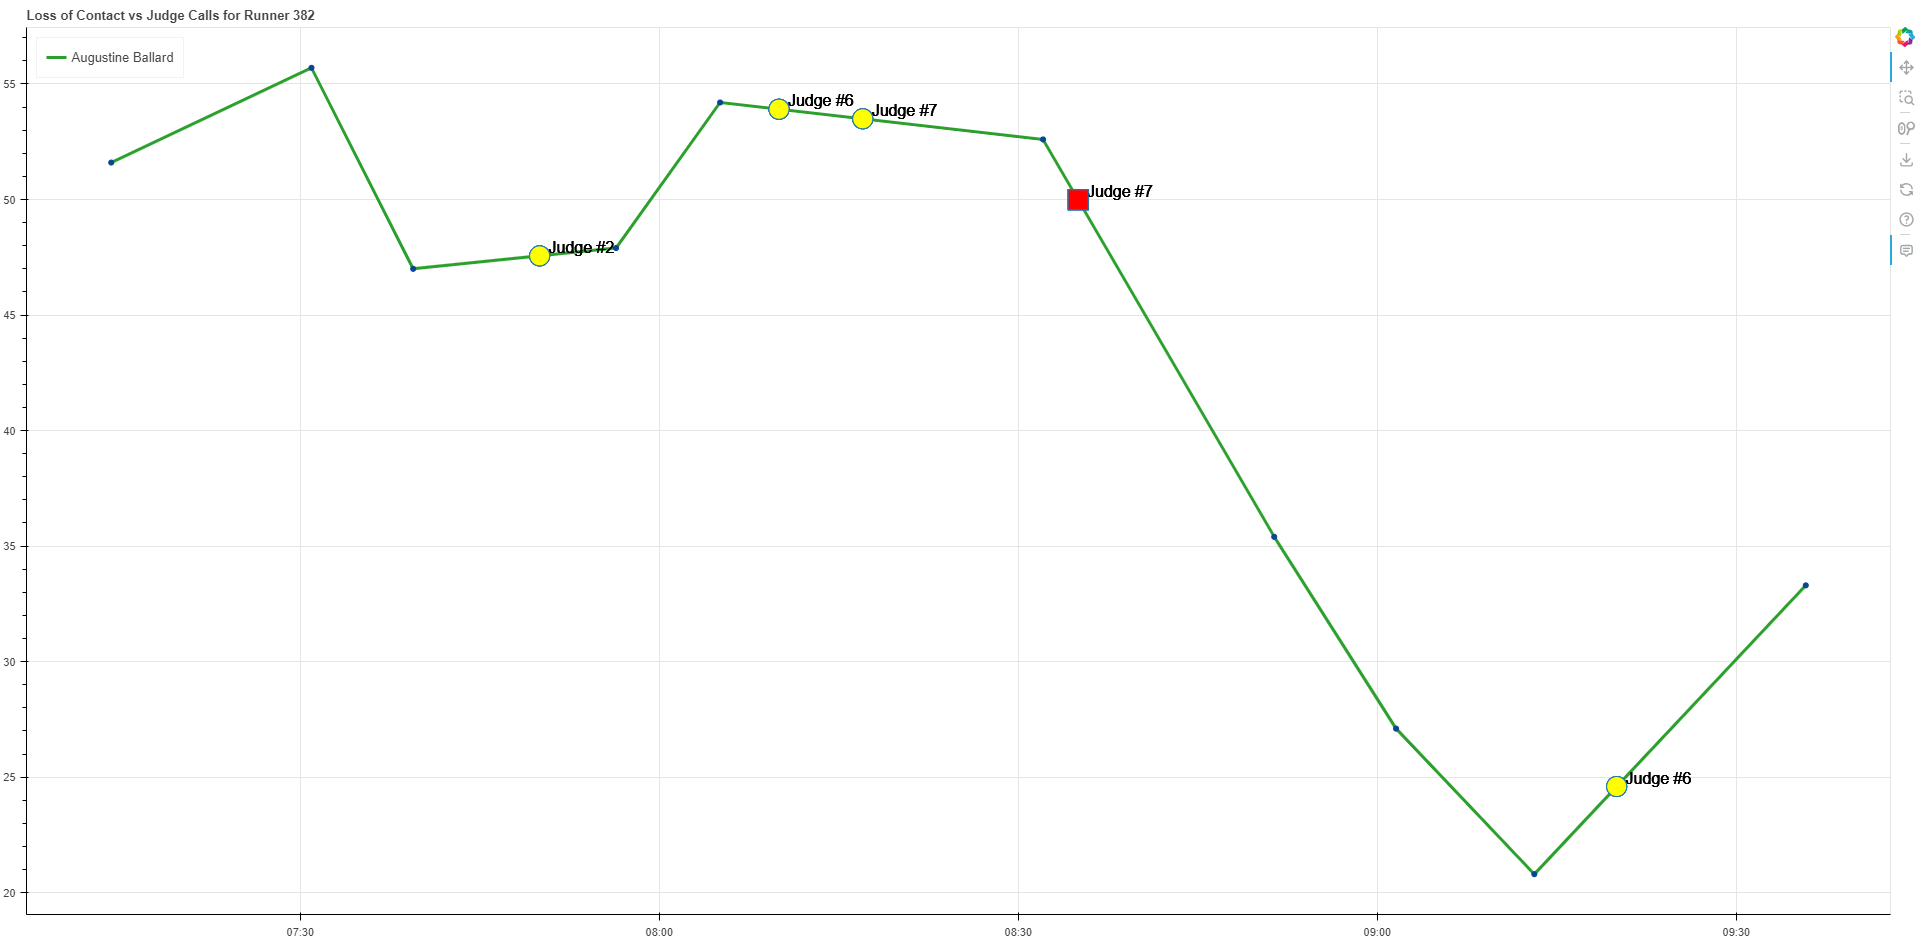 Loss of Contact vs Judge Calls for Runner 382
Augustine Ballard
55
50
45
40
35
30
25
20
Judge #6
Judge #7
Judge #7
Judge #2
Judge #6
07:30
08:00
08:30
09:00
09:30